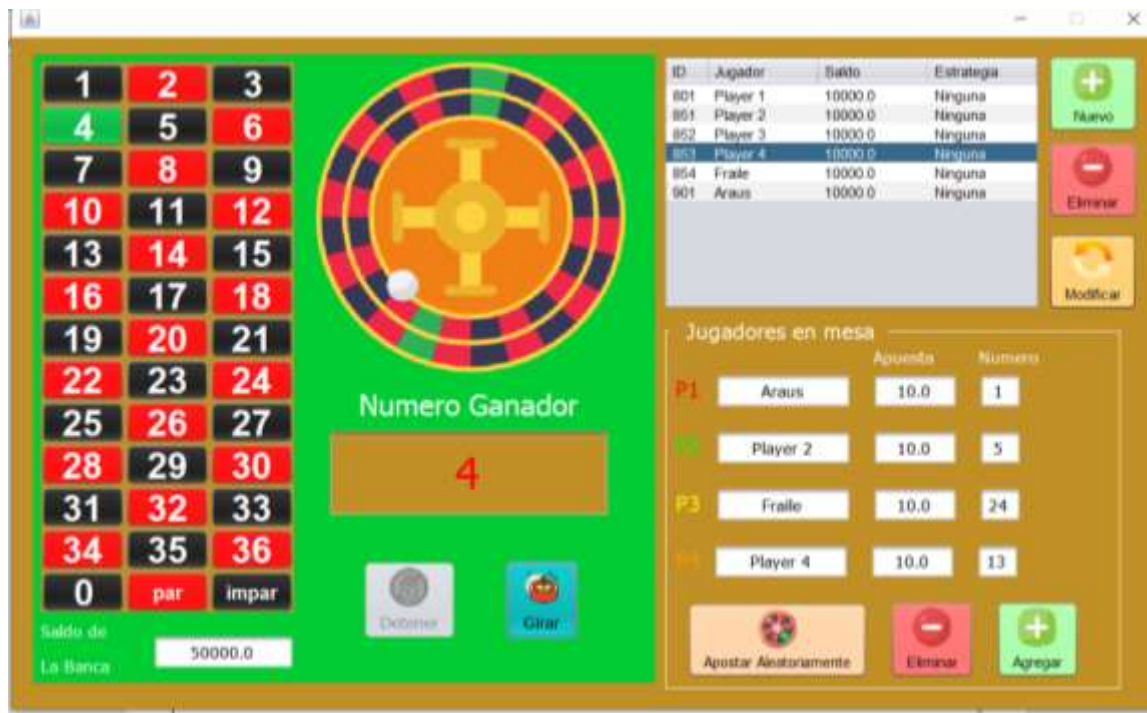 1 2 3
4 5 6
7 8 9
10 11 12
13 14 15
16 17 18
19 20 21
22 23 24
25 26 27
28 29 30
31 32 33
34 35 36
0 par impar
Saldo de
La Banca
50000.0
Numero Ganador
4
Detener
Girar
ID Jugador Saldo Estrategia
801 Player 1 10000.0 Ninguna
851 Player 2 10000.0 Ninguna
852 Player 3 10000.0 Ninguna
853 Player 4 10000.0 Ninguna
854 Fraile 10000.0 Ninguna
901 Araus 10000.0 Ninguna
Nuevo
Eliminar
Modificar
Jugadores en mesa
Apuesta Numero
P1 Araus 10.0 1
Player 2 10.0 5
P3 Fraile 10.0 24
Player 4 10.0 13
Apostar Aleatoriamente
Eliminar
Agregar